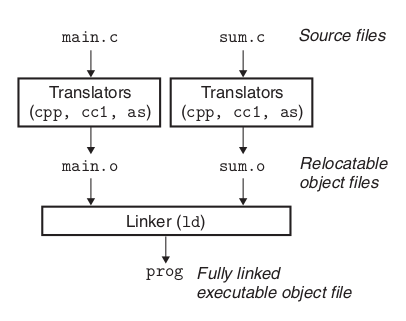 main.c sum.c Source files
Translators Translators
(cpp, cc1, as) (cpp, cc1, as)
main.o sum.o Relocatable
object files
Linker (ld)
prog Fully linked
executable object file